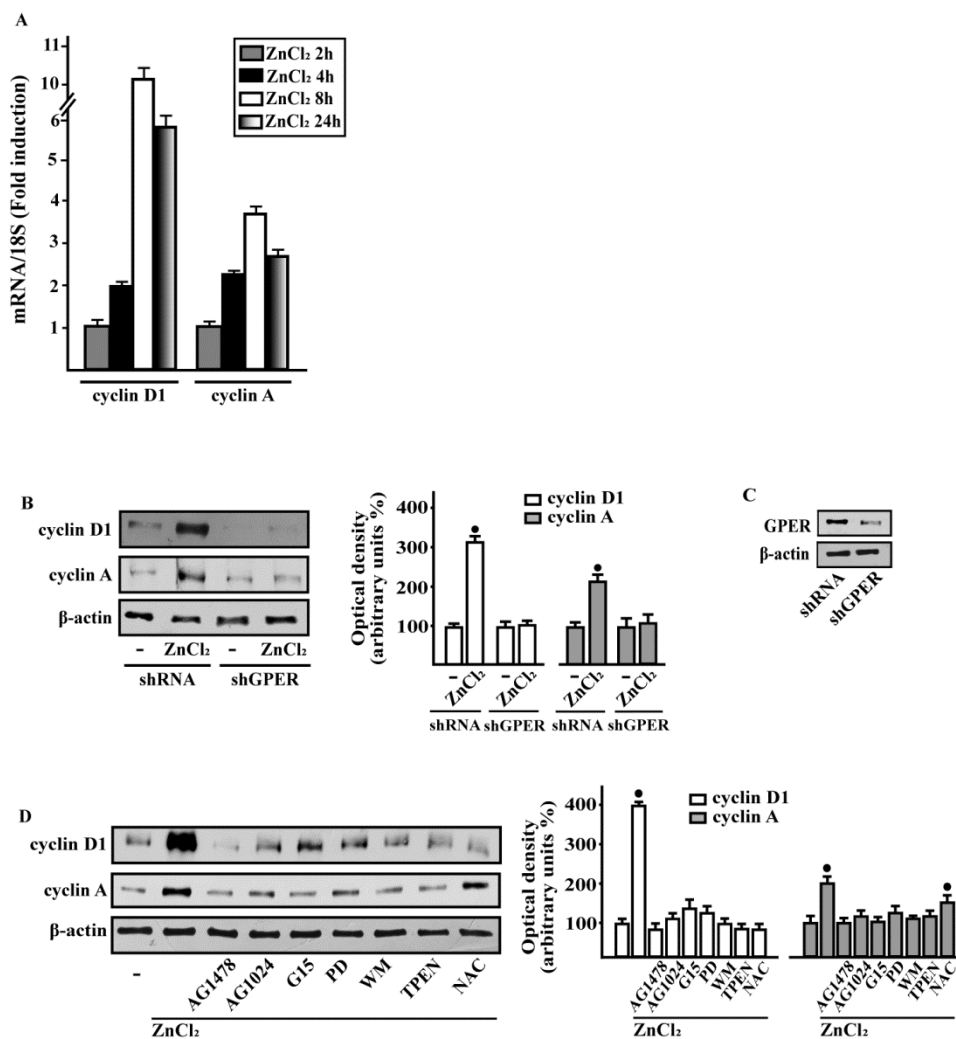 A
11
10
6
5
4
3
2
1
mRNA/18S (Fold induction)
ZnCl₂ 2h
ZnCl₂ 4h
ZnCl₂ 8h
ZnCl₂ 24h
cyclin D1 cyclin A
B
cyclin D1
cyclin A
β-actin
- ZnCl₂ - ZnCl₂
shRNA shGPER
Optical density
(arbitrary units %)
400
300
200
100
cyclin D1
cyclin A
- ZnCl₂ - ZnCl₂ - ZnCl₂ - ZnCl₂
shRNA shGPER shRNA shGPER
C
GPER
β-actin
shRNA shGPER
D
cyclin D1
cyclin A
β-actin
- AG1478 AG1024 G15 PD WM TPEN NAC
ZnCl₂
Optical density
(arbitrary units %)
400
300
200
100
cyclin D1
cyclin A
- AG1478 AG1024 G15 PD WM TPEN NAC - AG1478 AG1024 G15 PD WM TPEN NAC
ZnCl₂ ZnCl₂